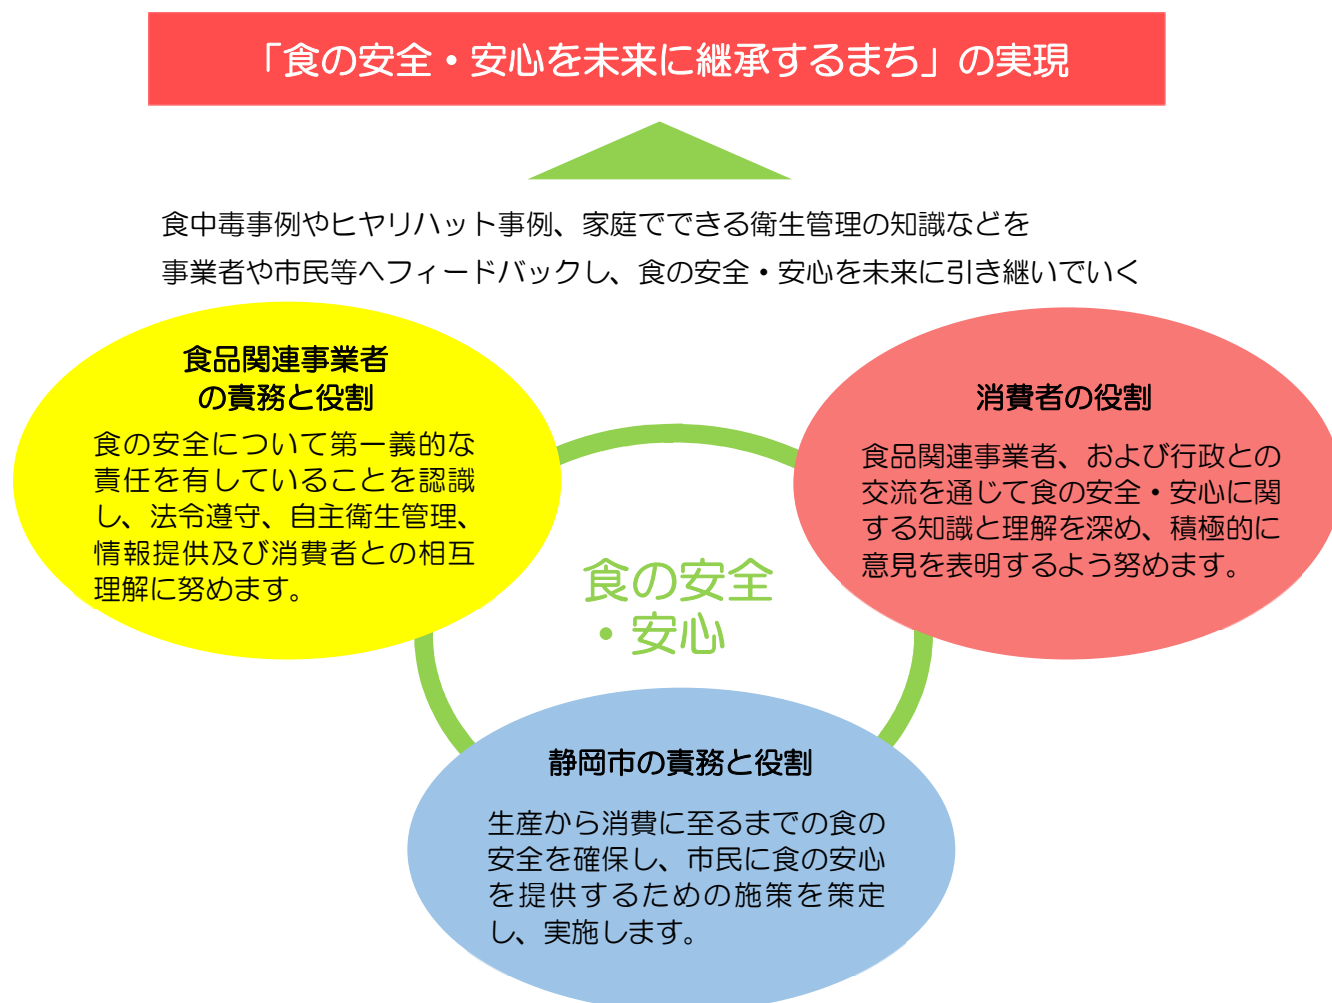 「食の安全・安心を未来に継承するまち」の実現
食中毒事例やヒヤリハット事例、家庭でできる衛生管理の知識などを
事業者や市民等へフィードバックし、食の安全・安心を未来に引き継いでいく
食品関連事業者
の責務と役割
食の安全について第一義的な
責任を有していることを認識
し、法令遵守、自主衛生管理、
情報提供及び消費者との相互
理解に努めます。
消費者の役割
食品関連事業者、および行政との
交流を通じて食の安全・安心に関
する知識と理解を深め、積極的に
意見を表明するよう努めます。
食の安全
・安心
静岡市の責務と役割
生産から消費に至るまでの食の
安全を確保し、市民に食の安心
を提供するための施策を策定
し、実施します。